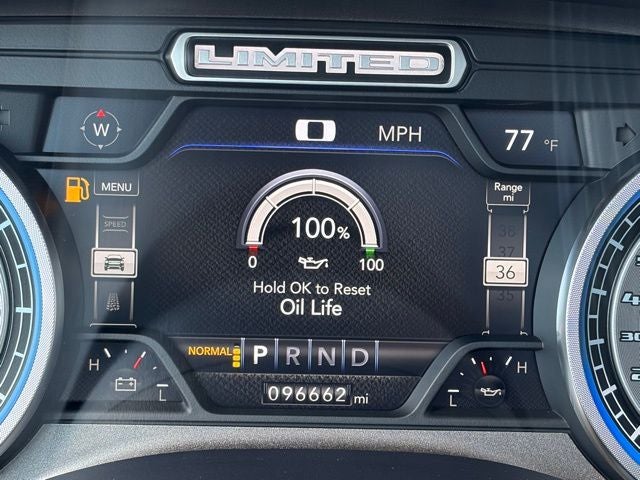 LIMITED
W
0 MPH
77 °F
MENU
Range
mi
SPEED
38
37
36
35
100%
0 100
Hold OK to Reset
Oil Life
NORMAL P R N D
H L
096662 mi
L H